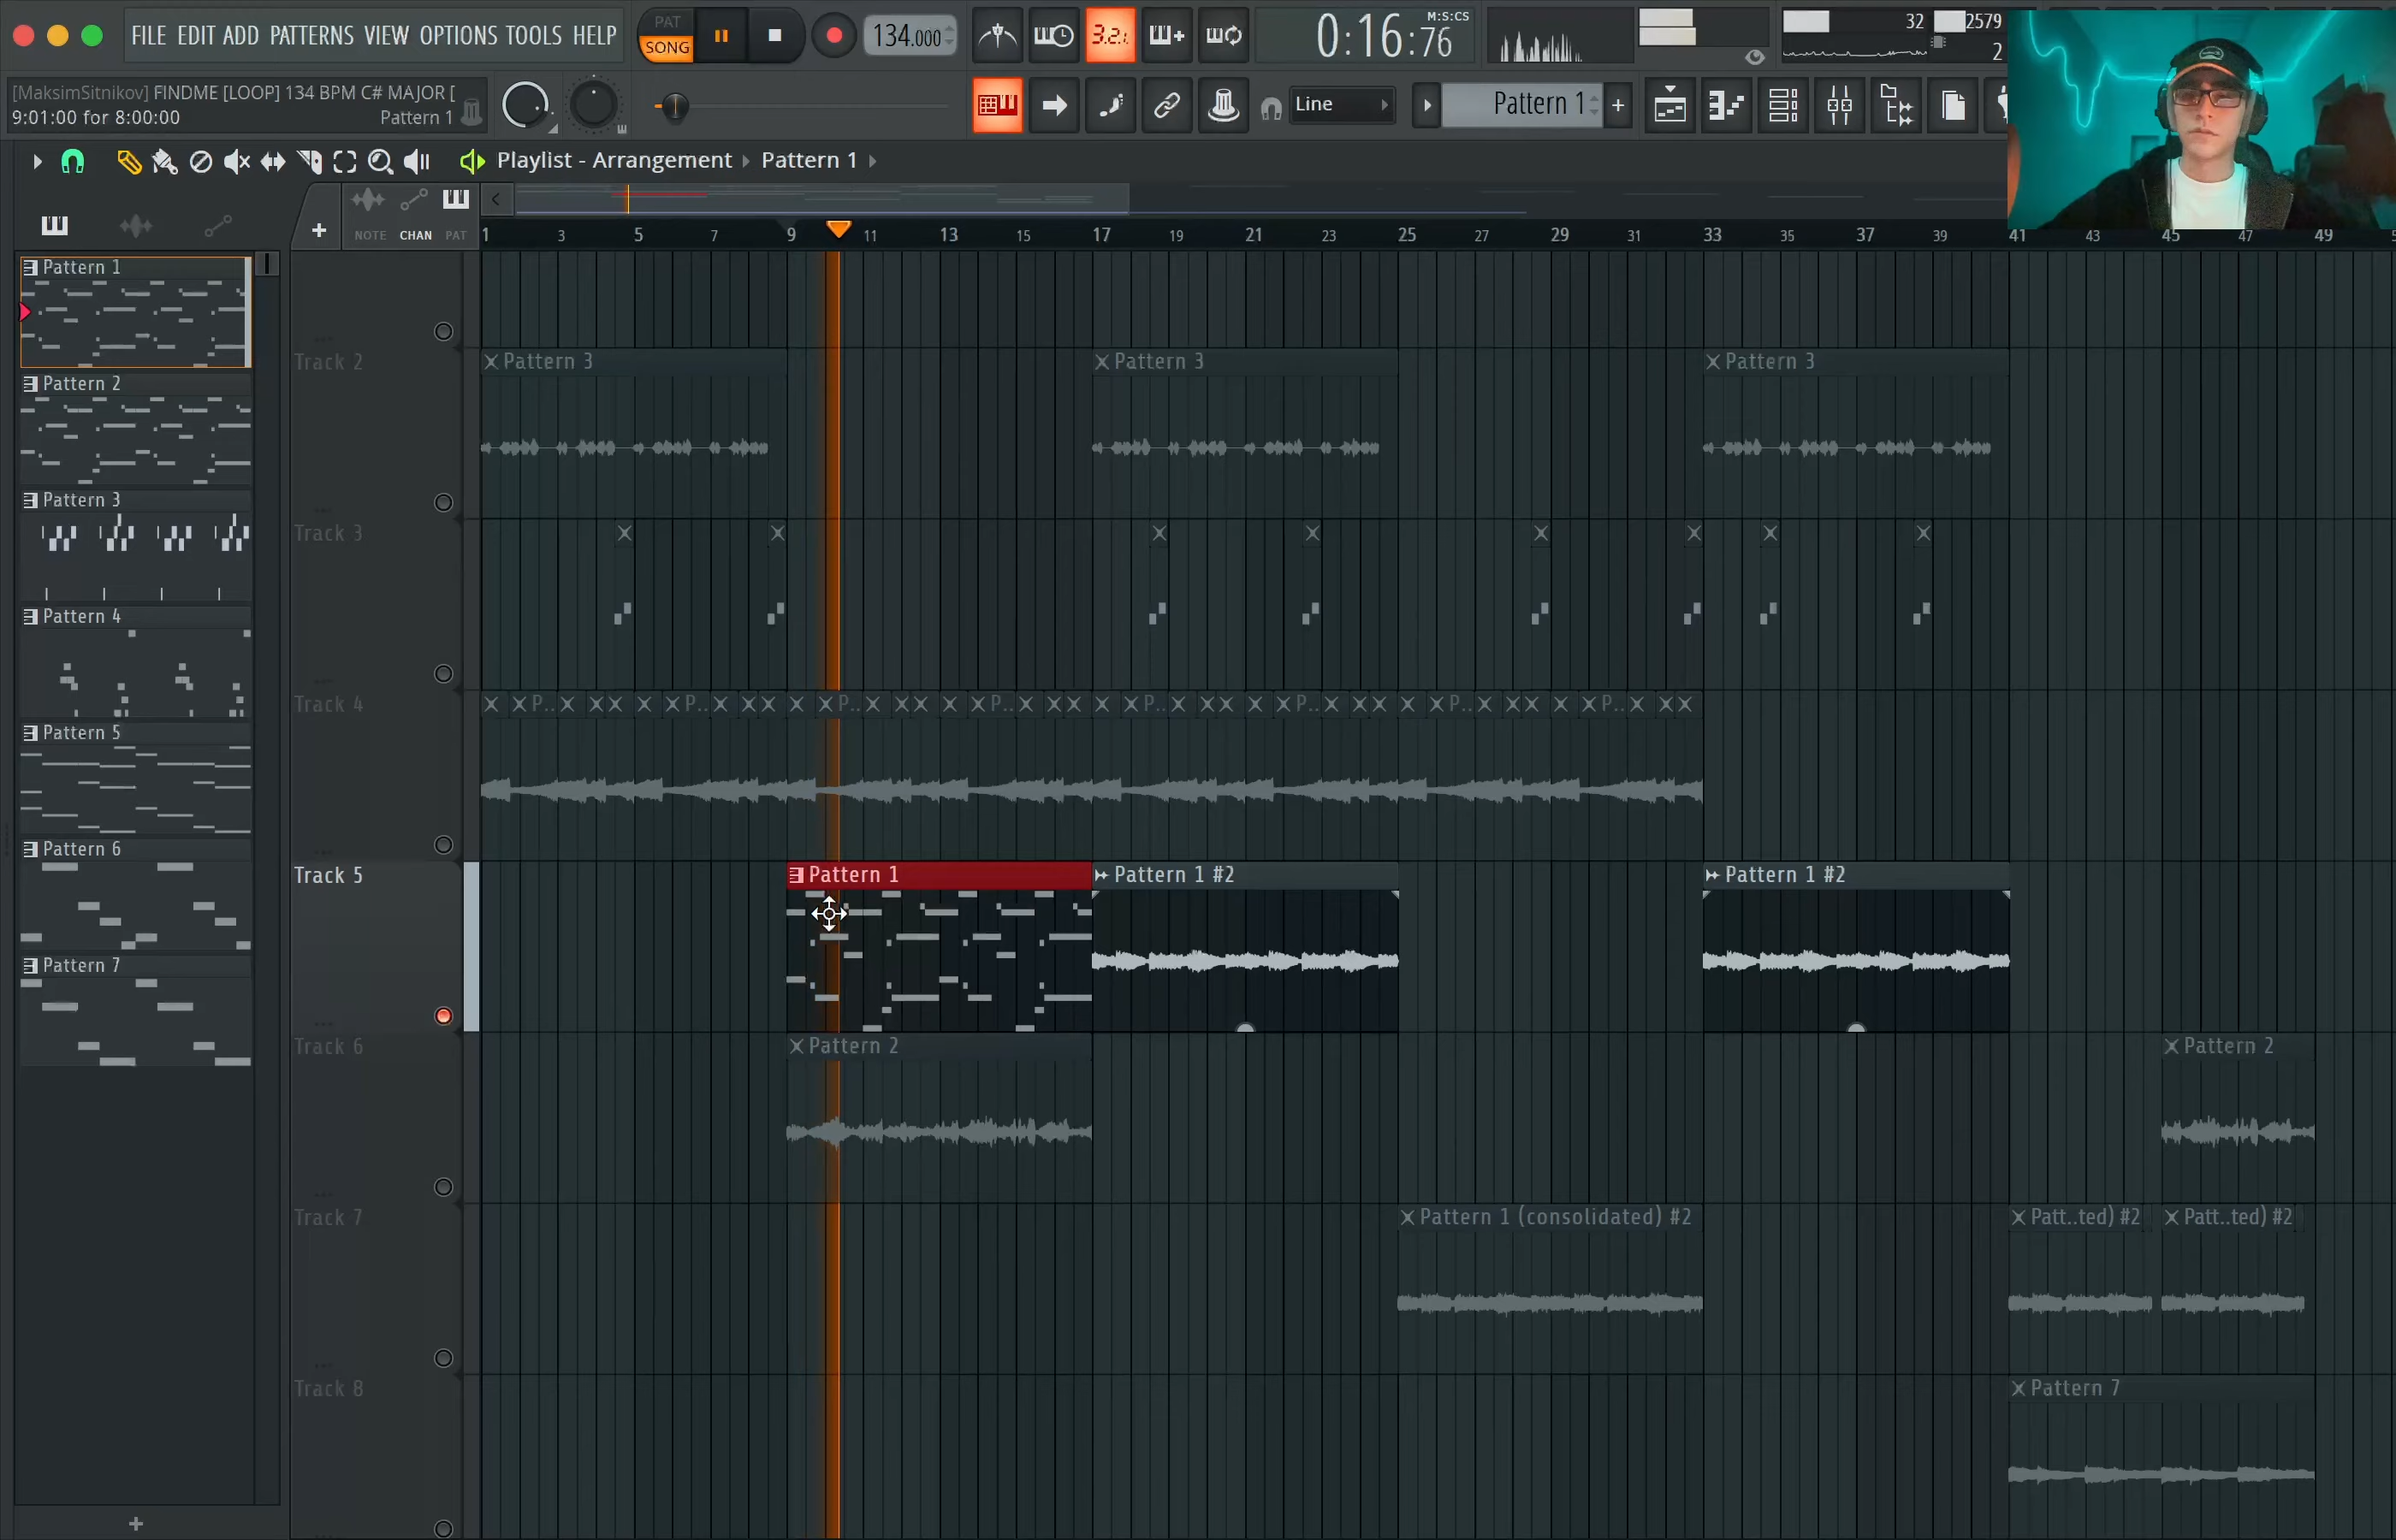 FILE EDIT ADD PATTERNS VIEW OPTIONS TOOLS HELP
PAT
SONG
134.000
3.2.
0:16:76
M:S:CS
32
2579
2
[MaksimSitnikov] FINDME [LOOP] 134 BPM C# MAJOR [
9:01:00 for 8:00:00
Pattern 1
Line
Pattern 1
+
Playlist - Arrangement
Pattern 1
+
NOTE
CHAN
PAT
1 3 5 7 9 11 13 15 17 19 21 23 25 27 29 31 33 35 37 39 41 43 45 47 49
Pattern 1
Pattern 2
Pattern 3
Pattern 4
Pattern 5
Pattern 6
Pattern 7
+
Track 2
Pattern 3
Pattern 3
Pattern 3
Track 3
Track 4
P.. P.. P.. P.. P.. P.. P.. P..
Track 5
Pattern 1
Pattern 1 #2
Pattern 1 #2
Track 6
Pattern 2
Pattern 2
Track 7
Pattern 1 (consolidated) #2
Patt..ted) #2
Patt..ted) #2
Track 8
Pattern 7